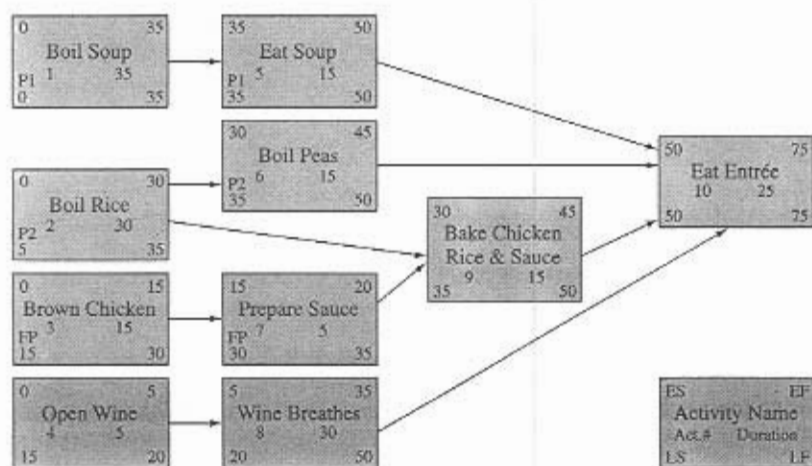 0 35
Boil Soup
P1 1 35
0 35
35 50
Eat Soup
P1 5 15
35 50
30 45
Boil Peas
P2 6 15
35 50
0 30
Boil Rice
P2 2 30
5 35
30 45
Bake Chicken
Rice & Sauce
9 15
35 50
50 75
Eat Entrée
10 25
50 75
0 15
Brown Chicken
FP 3 15
15 30
15 20
Prepare Sauce
FP 7 5
30 35
0 5
Open Wine
4 5
15 20
5 35
Wine Breathes
8 30
20 50
ES EF
Activity Name
Act.# Duration
LS LF